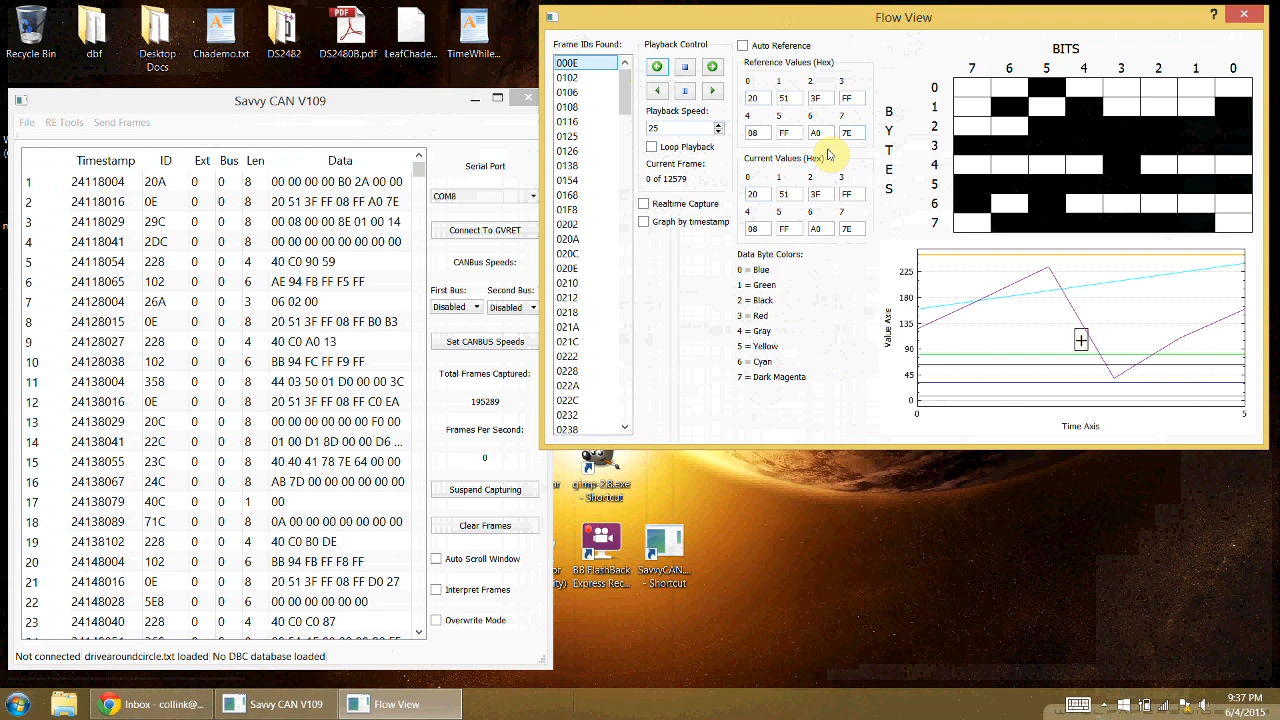 Recycle Bin
dbf
Desktop
Docs
Chademo.txt
DS2482
PDF
DS2480B.pdf
LeafChade...
TimeWhile...
Savvy CAN V109
File RE Tools Send Frames
Timestamp ID Ext Bus Len Data
1 24118004 20A 0 0 8 00 00 00 00 B0 2A 00 00
2 24118016 0E 0 0 8 20 51 3F FF 08 FF A0 7E
3 24118029 29C 0 0 8 00 08 00 00 8E 01 00 14
4 24118041 2DC 0 0 8 00 00 00 00 00 00 00 00
5 24118054 228 0 0 4 40 C0 90 59
6 24118065 102 0 0 6 AE 94 FB FF F5 FF
7 24128004 26A 0 0 3 06 02 00
8 24128015 0E 0 0 8 20 51 3F FF 08 FF B0 B3
9 24128027 228 0 0 4 40 C0 A0 13
10 24128038 102 0 0 6 BB 94 FC FF F9 FF
11 24138004 358 0 0 8 44 03 50 01 D0 00 00 3C
12 24138016 0E 0 0 8 20 51 3F FF 08 FF C0 EA
13 24138029 20C 0 0 8 00 00 00 00 00 00 F0 00
14 24138041 22C 0 0 8 01 00 D1 8D 00 00 D6 ...
15 24138055 23C 0 0 8 40 40 41 78 7E 64 00 00
16 24138067 24C 0 0 8 AB 7D 00 00 00 00 00 00
17 24138079 40C 0 0 1 00
18 24138089 71C 0 0 8 0A 00 00 00 00 00 00 00
19 24138102 228 0 0 4 40 C0 B0 DE
20 24148004 102 0 0 6 BB 94 FB FF F8 FF
21 24148016 0E 0 0 8 20 51 3F FF 08 FF D0 27
22 24148028 5E8 0 0 6 00 00 00 00 00 00
23 24148040 228 0 0 4 40 C0 C0 87
Serial Port
COM8
Connect To GVRET
CANBus Speeds:
First Bus: Second Bus:
Disabled Disabled
Set CANBUS Speeds
Total Frames Captured:
195289
Frames Per Second:
0
Suspend Capturing
Clear Frames
Auto Scroll Window
Interpret Frames
Overwrite Mode
Not connected drivearoundcircle.txt loaded No DBC database loaded
Flow View
?
Frame IDs Found:
000E
0102
0106
0108
0116
0125
0126
0138
0154
0168
01F8
0200
020A
020C
020E
0210
0212
0218
021A
021C
0222
0228
022A
022C
0232
0238
Playback Control
Playback Speed:
25
Loop Playback
Current Frame:
0 of 12579
Realtime Capture
Graph by timestamp
Auto Reference
Reference Values (Hex)
0 1 2 3
20 51 3F FF
4 5 6 7
08 FF A0 7E
Current Values (Hex)
0 1 2 3
20 51 3F FF
4 5 6 7
08 FF A0 7E
Data Byte Colors:
0 = Blue
1 = Green
2 = Black
3 = Red
4 = Gray
5 = Yellow
6 = Cyan
7 = Dark Magenta
BITS
7 6 5 4 3 2 1 0
BYTES
0
1
2
3
4
5
6
7
Value Axis
225
180
135
90
45
0
0 5
Time Axis
gimp-2.8.exe
- Shortcut
BB FlashBack
Express Rec...
SavvyCAN....
- Shortcut
Inbox - collink@...
Savvy CAN V109
Flow View
9:37 PM
6/4/2015